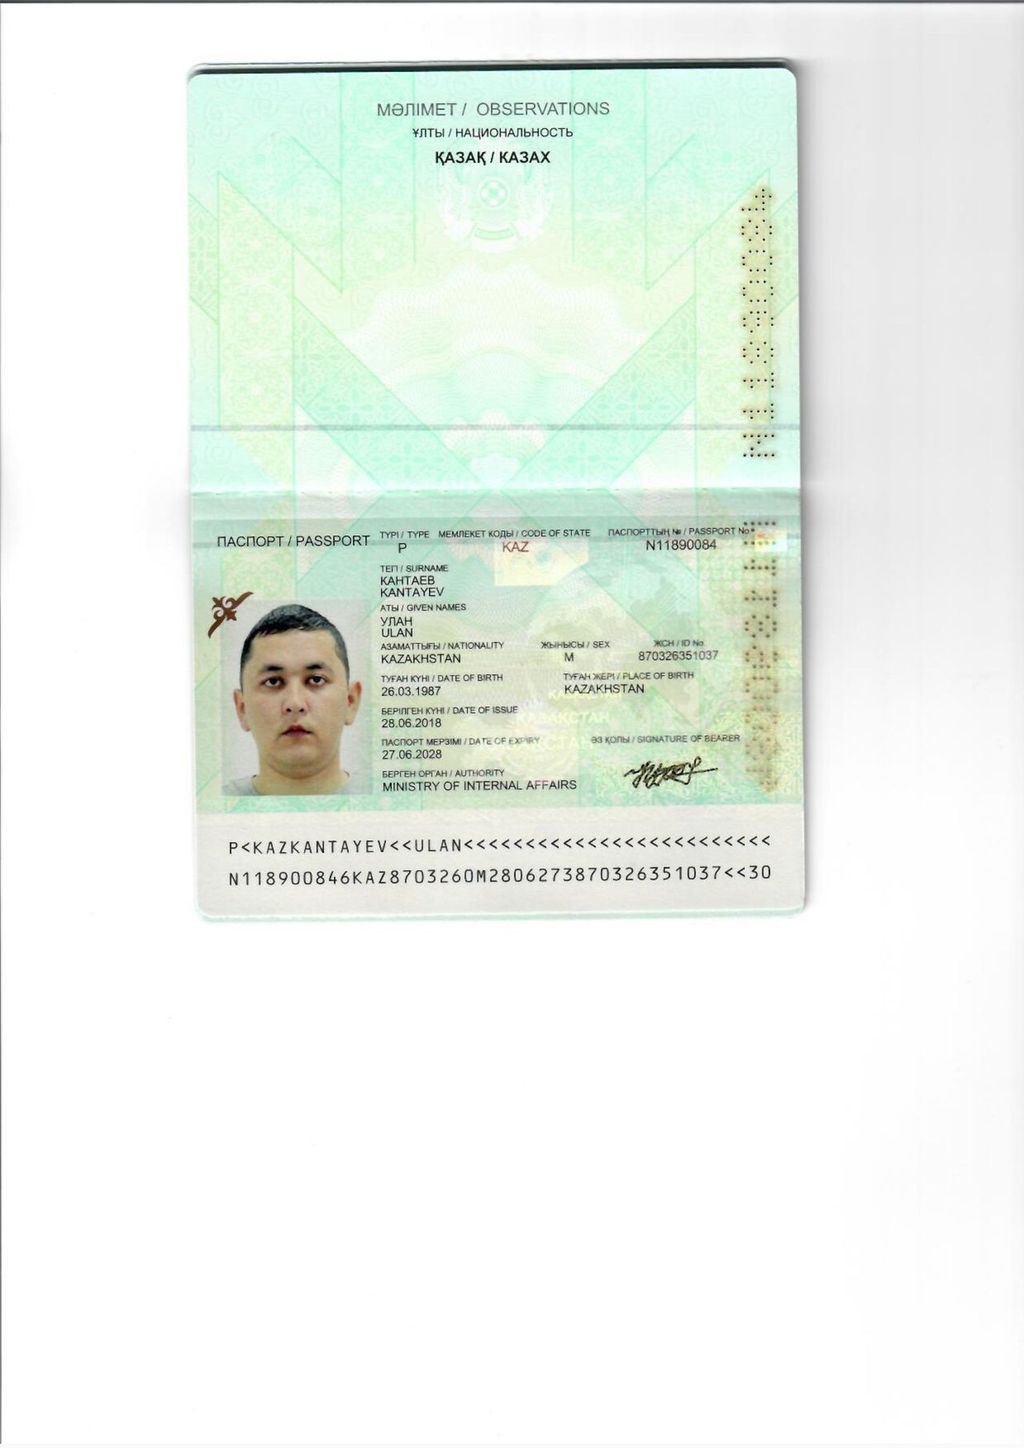 МӘЛІМЕТ / OBSERVATIONS
ҰЛТЫ / НАЦИОНАЛЬНОСТЬ
ҚАЗАҚ / КАЗАХ
N11890084
ПАСПОРТ / PASSPORT
ТҮРІ / TYPE МЕМЛЕКЕТ КОДЫ / CODE OF STATE ПАСПОРТТЫҢ № / PASSPORT No
P KAZ N11890084
ТЕГІ / SURNAME
КАНТАЕВ
KANTAYEV
АТЫ / GIVEN NAMES
УЛАН
ULAN
АЗАМАТТЫҒЫ / NATIONALITY ЖЫНЫСЫ / SEX ЖСН / ID No.
KAZAKHSTAN M 870326351037
ТУҒАН КҮНІ / DATE OF BIRTH ТУҒАН ЖЕРІ / PLACE OF BIRTH
26.03.1987 KAZAKHSTAN
БЕРІЛГЕН КҮНІ / DATE OF ISSUE
28.06.2018
ҚАЗАҚСТАН
ПАСПОРТ МЕРЗІМІ / DATE OF EXPIRY ӨЗ ҚОЛЫ / SIGNATURE OF BEARER
27.06.2028
БЕРГЕН ОРГАН / AUTHORITY
MINISTRY OF INTERNAL AFFAIRS
P<KAZKANTAYEV<<ULAN<<<<<<<<<<<<<<<<<<<<<<<<<
N118900846KAZ8703260M2806273870326351037<<30